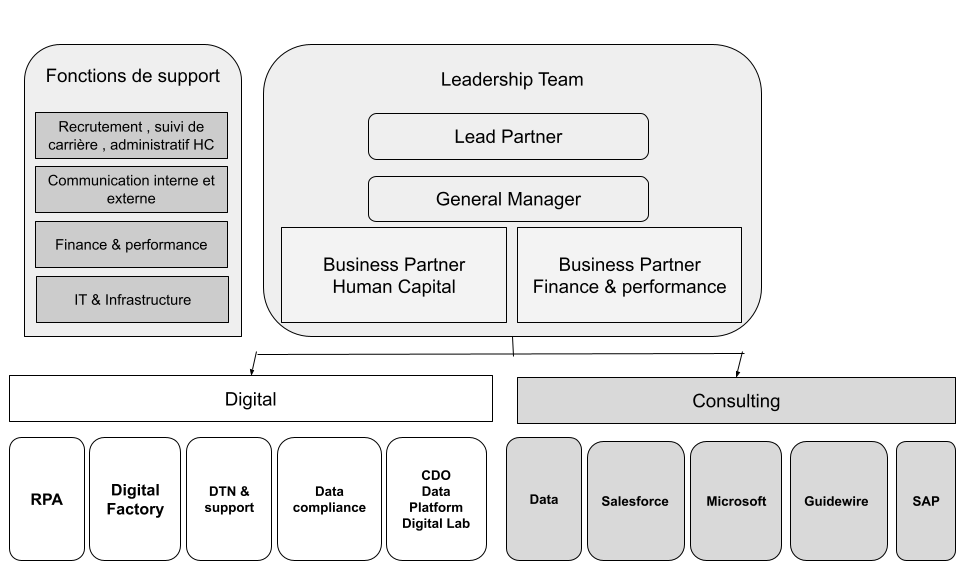 Fonctions de support
Recrutement , suivi de
carrière , administratif HC
Communication interne et
externe
Finance & performance
IT & Infrastructure
Leadership Team
Lead Partner
General Manager
Business Partner
Human Capital
Business Partner
Finance & performance
Digital
Consulting
RPA
Digital
Factory
DTN &
support
Data
compliance
CDO
Data
Platform
Digital Lab
Data
Salesforce
Microsoft
Guidewire
SAP